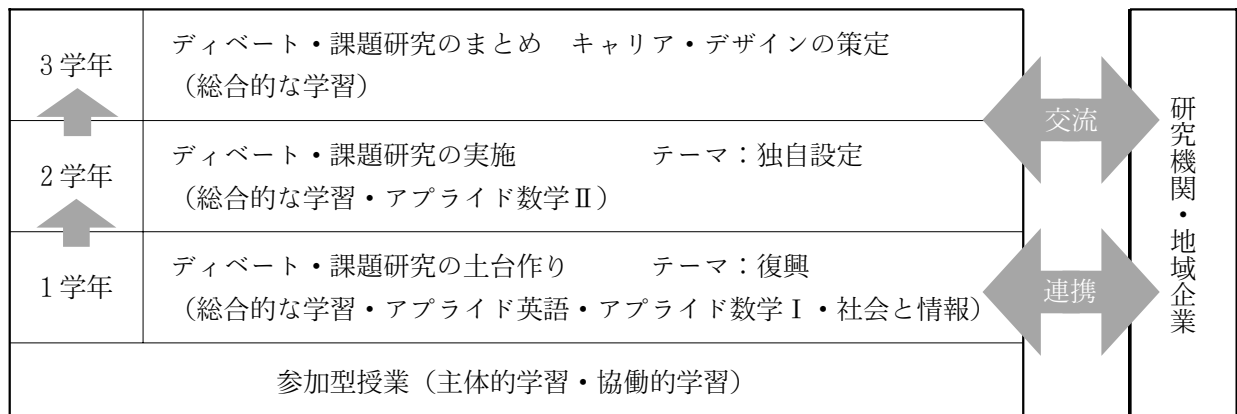 3学年
ディベート・課題研究のまとめ　キャリア・デザインの策定
（総合的な学習）
2学年
ディベート・課題研究の実施　テーマ：独自設定
（総合的な学習・アプライド数学Ⅱ）
1学年
ディベート・課題研究の土台作り　テーマ：復興
（総合的な学習・アプライド英語・アプライド数学Ⅰ・社会と情報）
参加型授業（主体的学習・協働的学習）
交流
連携
研究機関・地域企業